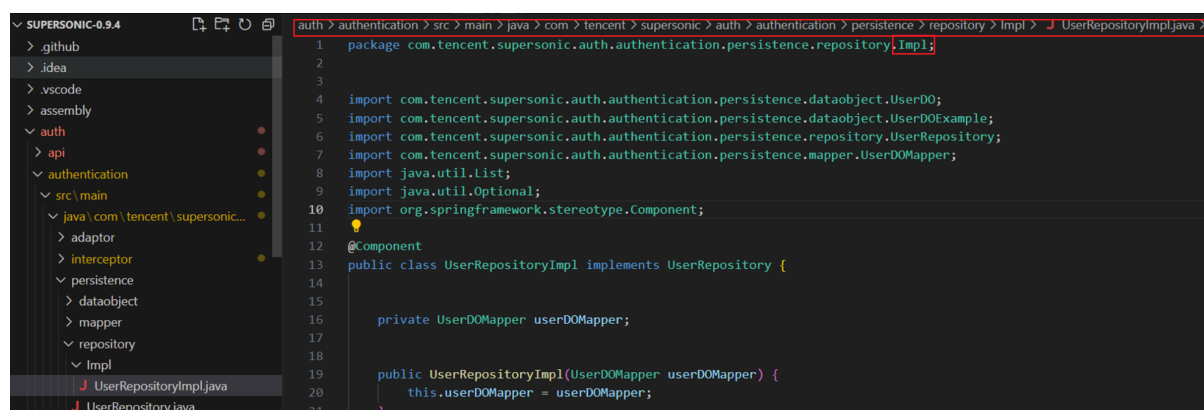 SUPERSONIC-0.9.4
.github
.idea
.vscode
assembly
auth
api
authentication
src\main
java\com\tencent\supersonic...
adaptor
interceptor
persistence
dataobject
mapper
repository
Impl
UserRepositoryImpl.java
UserRepository.java
auth > authentication > src > main > java > com > tencent > supersonic > auth > authentication > persistence > repository > Impl > J UserRepositoryImpl.java >
1 package com.tencent.supersonic.auth.authentication.persistence.repository.Impl;
2
3
4 import com.tencent.supersonic.auth.authentication.persistence.dataobject.UserDO;
5 import com.tencent.supersonic.auth.authentication.persistence.dataobject.UserDOExample;
6 import com.tencent.supersonic.auth.authentication.persistence.repository.UserRepository;
7 import com.tencent.supersonic.auth.authentication.persistence.mapper.UserDOMapper;
8 import java.util.List;
9 import java.util.Optional;
10 import org.springframework.stereotype.Component;
11
12 @Component
13 public class UserRepositoryImpl implements UserRepository {
14
15
16 private UserDOMapper userDOMapper;
17
18
19 public UserRepositoryImpl(UserDOMapper userDOMapper) {
20 this.userDOMapper = userDOMapper;